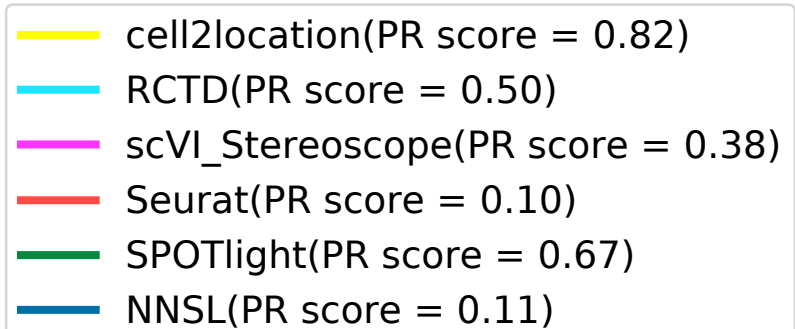 cell2location(PR score = 0.82)
RCTD(PR score = 0.50)
scVI_Stereoscope(PR score = 0.38)
Seurat(PR score = 0.10)
SPOTlight(PR score = 0.67)
NNSL(PR score = 0.11)